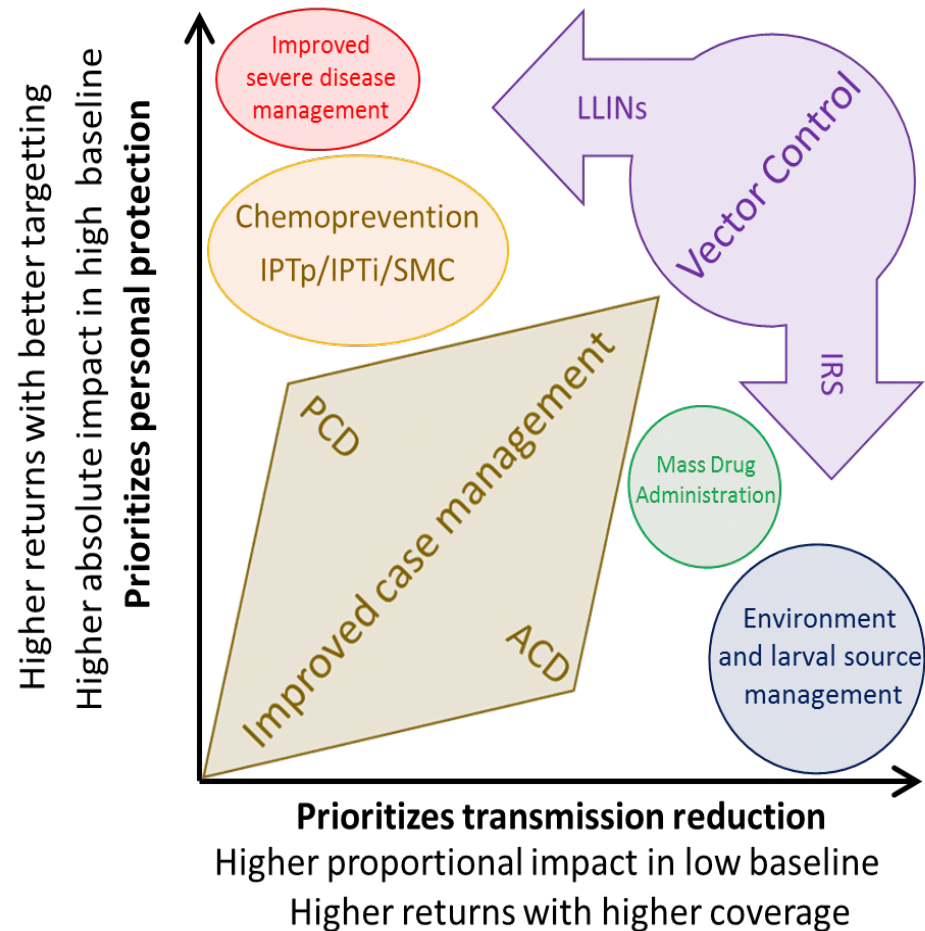 Higher returns with better targetting
Higher absolute impact in high baseline
Prioritizes personal protection
Improved
severe disease
management
Chemoprevention
IPTp/IPTi/SMC
LLINs
Vector Control
IRS
PCD
Improved case management
ACD
Mass Drug
Administration
Environment
and larval source
management
Prioritizes transmission reduction
Higher proportional impact in low baseline
Higher returns with higher coverage